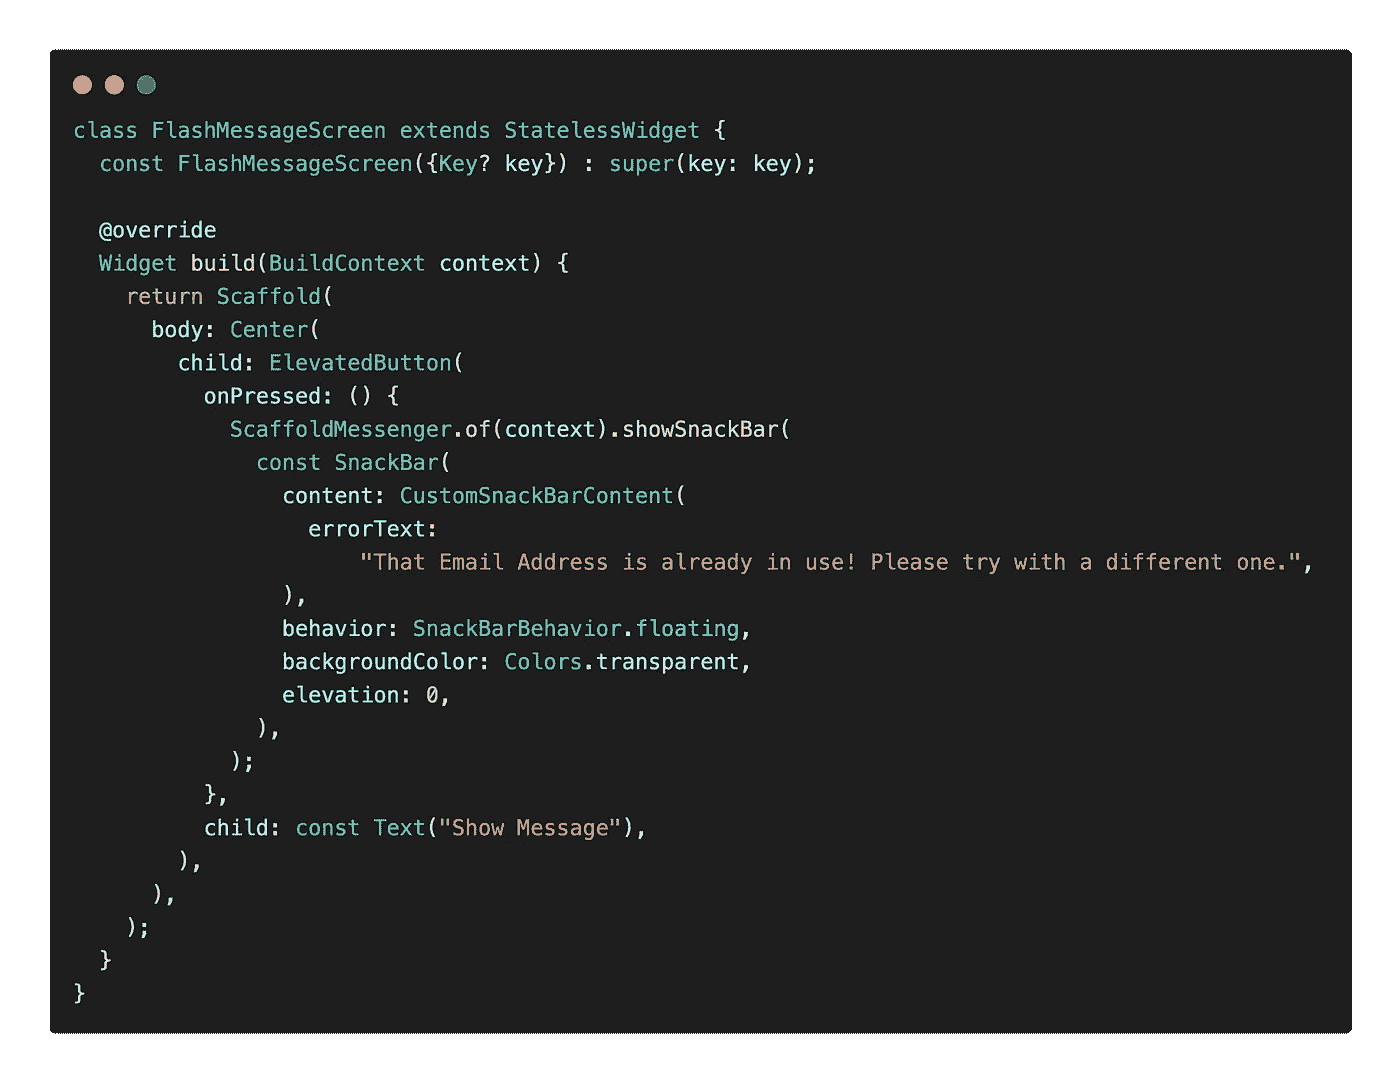 class FlashMessageScreen extends StatelessWidget {
  const FlashMessageScreen({Key? key}) : super(key: key);

  @override
  Widget build(BuildContext context) {
    return Scaffold(
      body: Center(
        child: ElevatedButton(
          onPressed: () {
            ScaffoldMessenger.of(context).showSnackBar(
              const SnackBar(
                content: CustomSnackBarContent(
                  errorText:
                      "That Email Address is already in use! Please try with a different one.",
                ),
                behavior: SnackBarBehavior.floating,
                backgroundColor: Colors.transparent,
                elevation: 0,
              ),
            );
          },
          child: const Text("Show Message"),
        ),
      ),
    );
  }
}